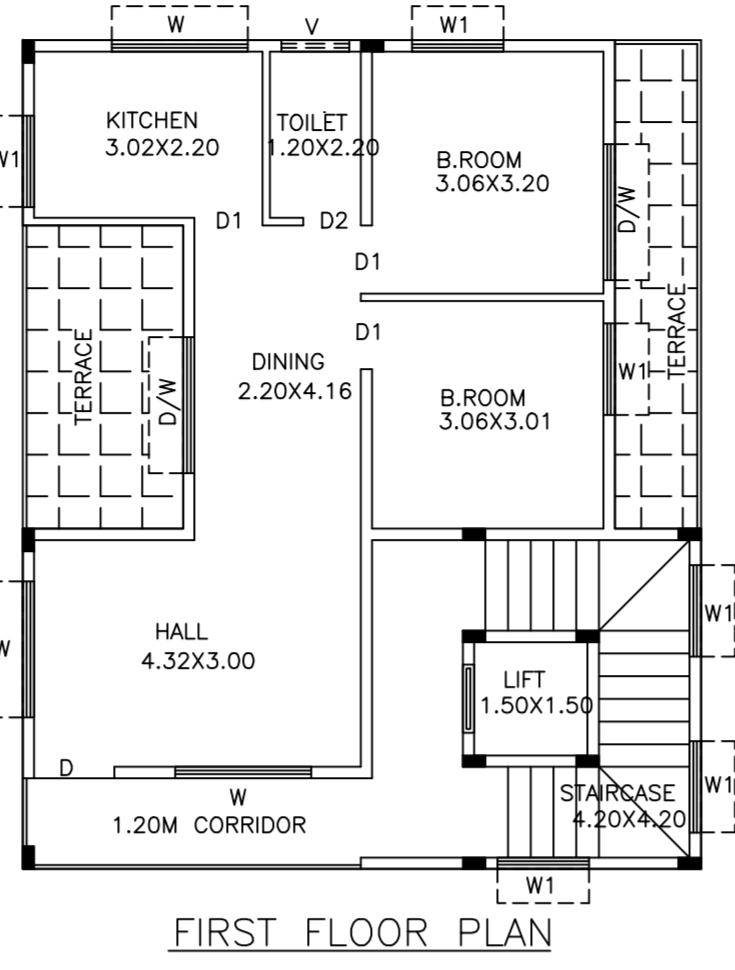 W
V
W1
KITCHEN
3.02X2.20
TOILET
1.20X2.20
W1
B.ROOM
3.06X3.20
D/W
D1
D2
D1
TERRACE
D1
TERRACE
D/W
DINING
2.20X4.16
W1
B.ROOM
3.06X3.01
HALL
4.32X3.00
W
W1
LIFT
1.50X1.50
D
W
1.20M CORRIDOR
W1
STAIRCASE
4.20X4.20
W1
FIRST FLOOR PLAN